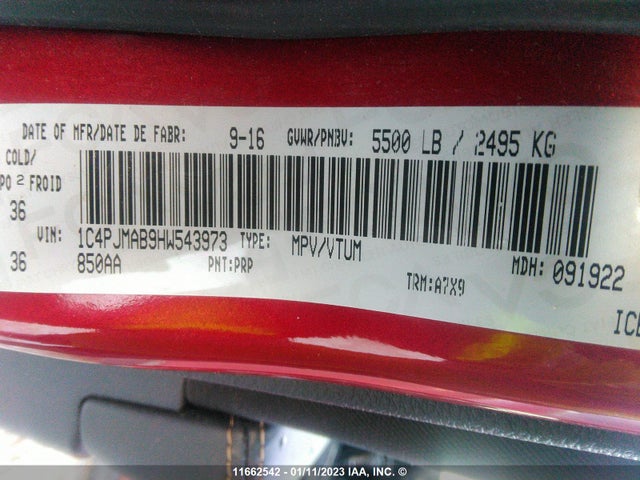 DATE OF MFR/DATE DE FABR: 9-16 GVWR/PNBV: 5500 LB / 2495 KG
COLD/
PO 2 FROID
36
VIN: 1C4PJMAB9HW543973 TYPE: MPV/VTUM MDH: 091922
36 850AA PNT:PRP TRM:A7X9
ICE
11662542 - 01/11/2023 IAA, INC. ©